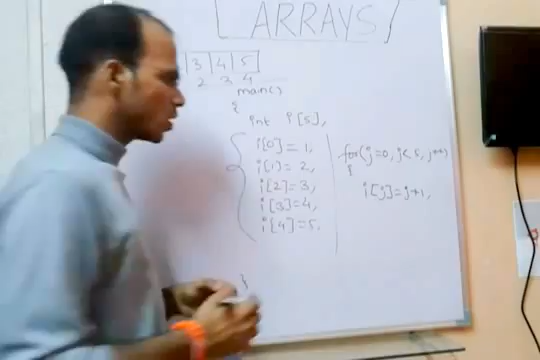 ARRAYS
3 4 5
2 3 4
main()
{
int i[5],
i[0]=1,
i[1]=2,
i[2]=3,
i[3]=4,
i[4]=5,
}
for(j=0, j<5, j++)
{
i[j]=j+1,